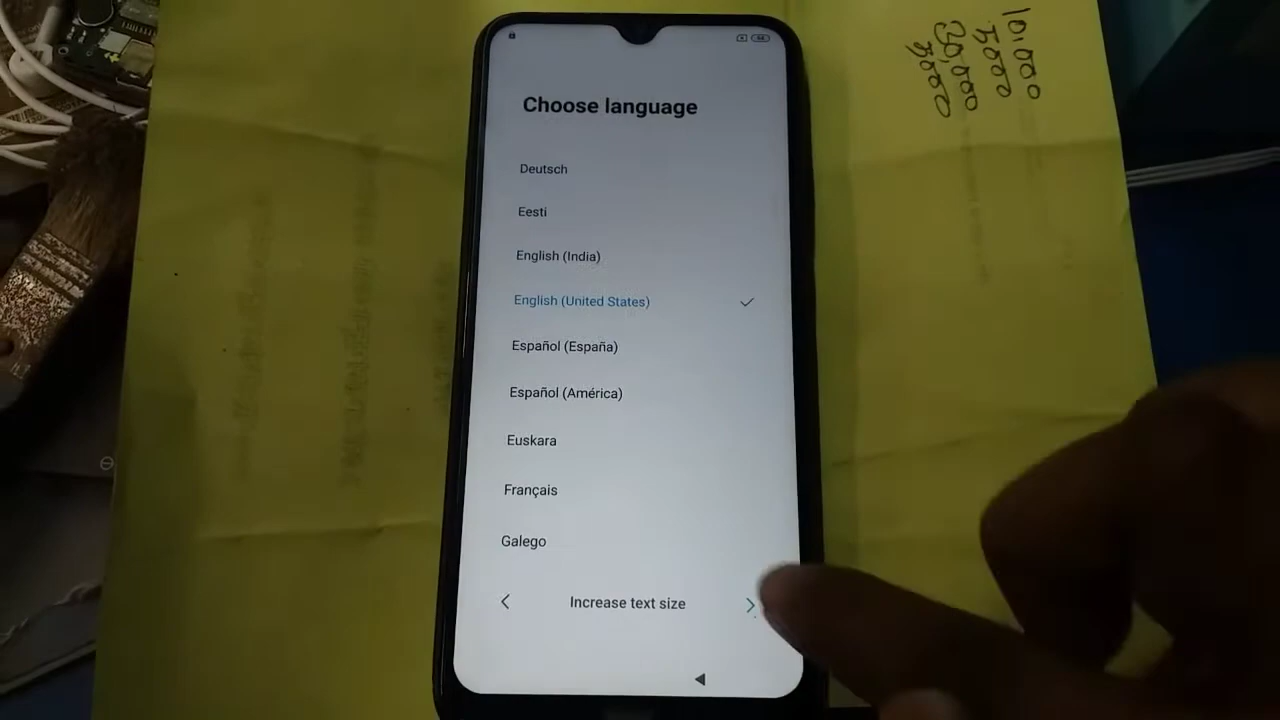 Choose language
Deutsch
Eesti
English (India)
English (United States)
Español (España)
Español (América)
Euskara
Français
Galego
Increase text size
10,000
5000
30,000
5000